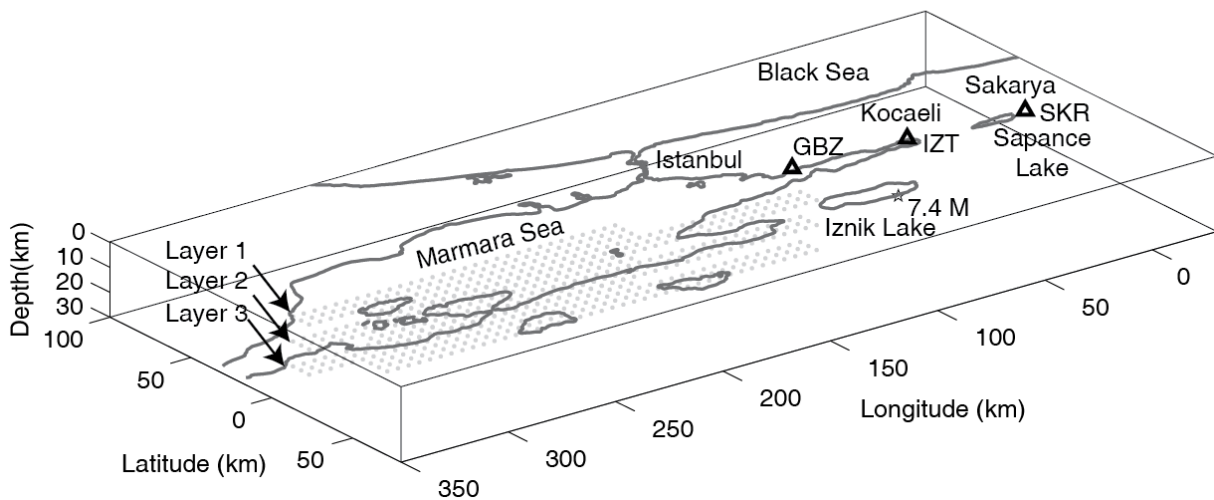 Black Sea
Sakarya
SKR
Kocaeli
Sapance
Lake
GBZ
IZT
Istanbul
7.4 M
Iznik Lake
Marmara Sea
Layer 1
Layer 2
Layer 3
Depth(km)
0
10
20
30
100
50
0
50
Latitude (km)
350
300
250
200
150
100
50
0
Longitude (km)